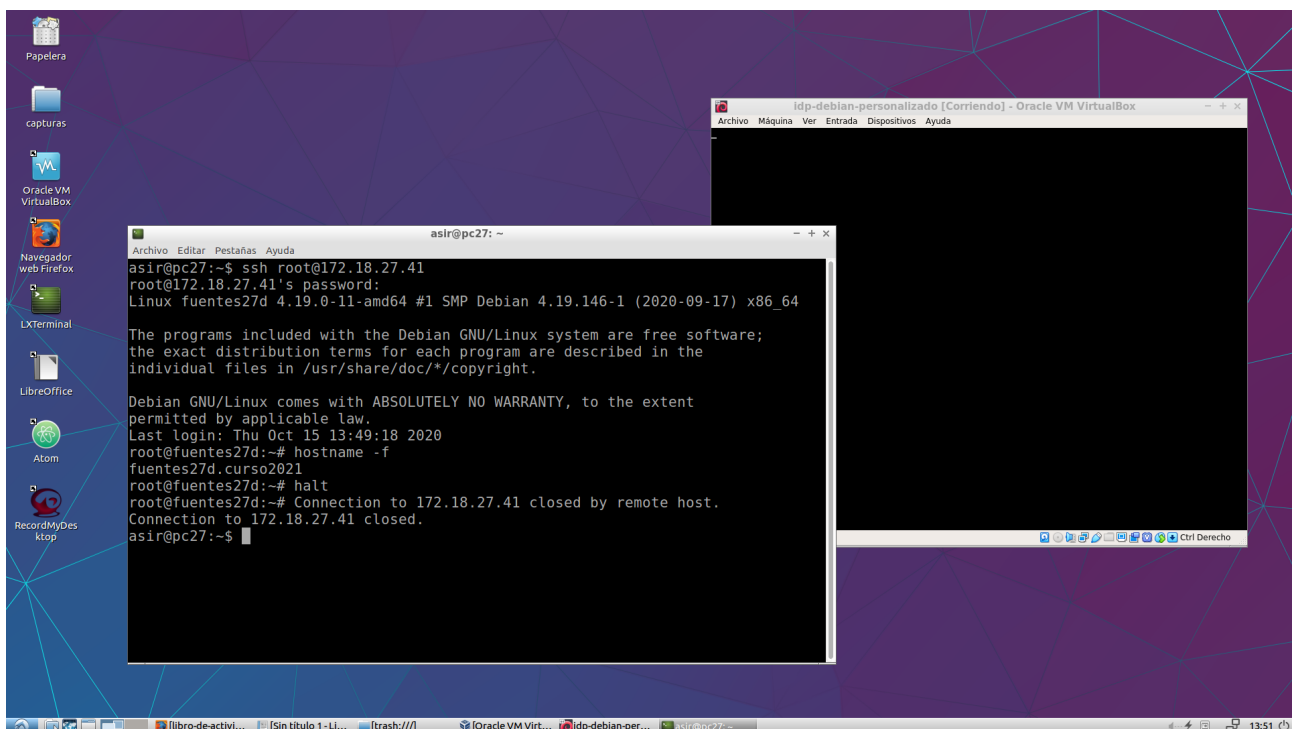 Papelera
capturas
Oracle VM
VirtualBox
Navegador
web Firefox
LXTerminal
LibreOffice
Atom
RecordMyDes
ktop
idp-debian-personalizado [Corriendo] - Oracle VM VirtualBox
Archivo Máquina Ver Entrada Dispositivos Ayuda
Ctrl Derecho
asir@pc27: ~
Archivo Editar Pestañas Ayuda
asir@pc27:~$ ssh root@172.18.27.41
root@172.18.27.41's password:
Linux fuentes27d 4.19.0-11-amd64 #1 SMP Debian 4.19.146-1 (2020-09-17) x86_64
The programs included with the Debian GNU/Linux system are free software;
the exact distribution terms for each program are described in the
individual files in /usr/share/doc/*/copyright.
Debian GNU/Linux comes with ABSOLUTELY NO WARRANTY, to the extent
permitted by applicable law.
Last login: Thu Oct 15 13:49:18 2020
root@fuentes27d:~# hostname -f
fuentes27d.curso2021
root@fuentes27d:~# halt
root@fuentes27d:~# Connection to 172.18.27.41 closed by remote host.
Connection to 172.18.27.41 closed.
asir@pc27:~$
[libro-de-activi... [Sin título 1 - Li... [trash:///] [Oracle VM Virt... idp-debian-per... asir@pc27: ~ 13:51